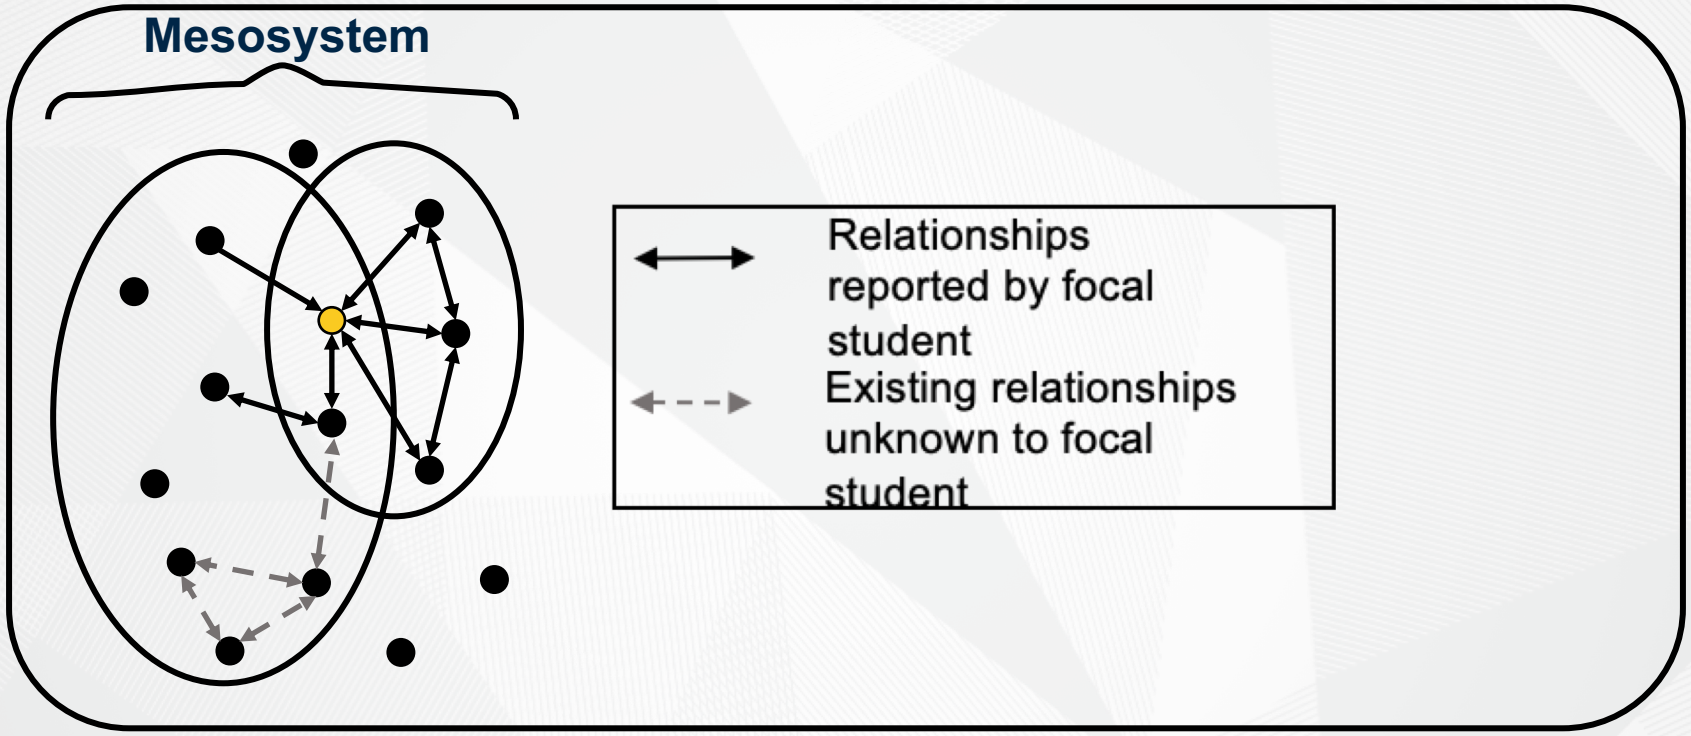 Mesosystem
Relationships
reported by focal
student
Existing relationships
unknown to focal
student